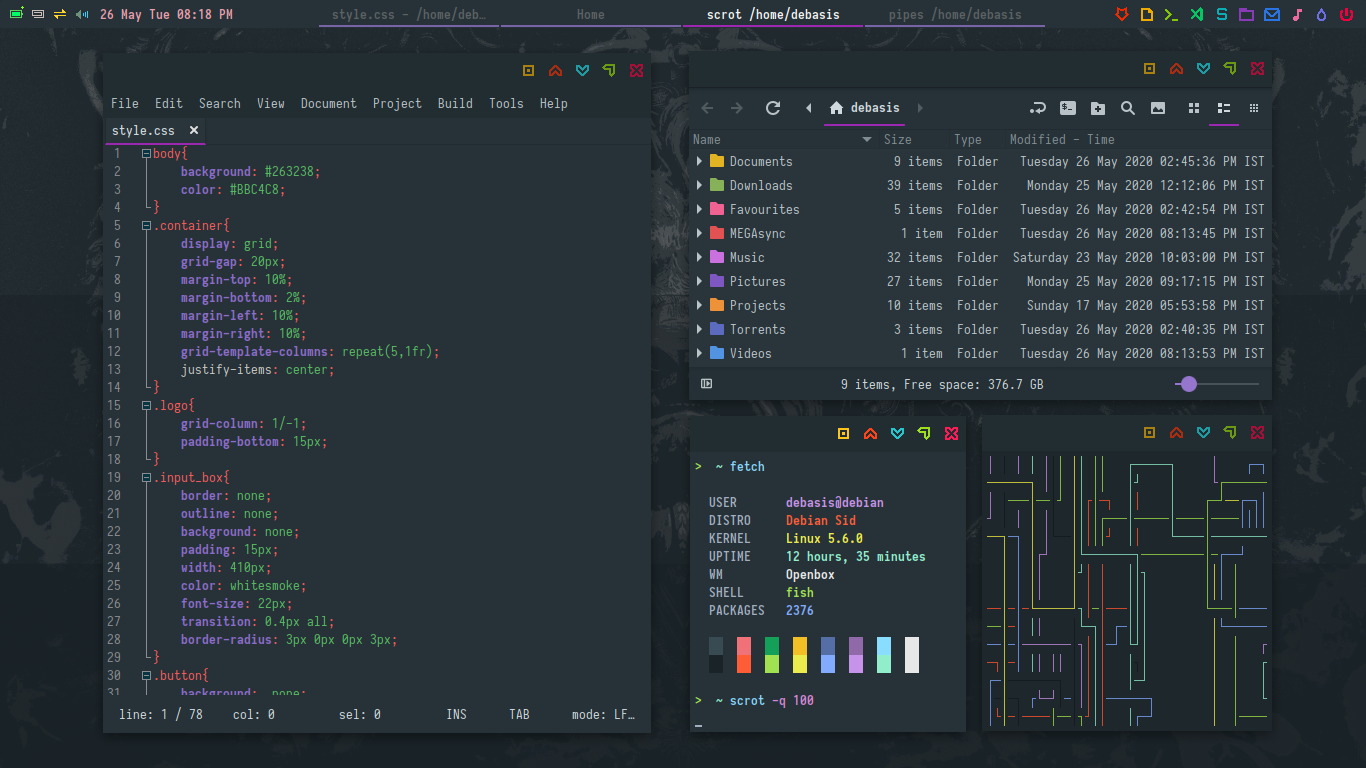 26 May Tue 08:18 PM
style.css - /home/deb…
Home
scrot /home/debasis
pipes /home/debasis
File Edit Search View Document Project Build Tools Help
style.css
1 body{
2 background: #263238;
3 color: #BBC4C8;
4 }
5 .container{
6 display: grid;
7 grid-gap: 20px;
8 margin-top: 10%;
9 margin-bottom: 2%;
10 margin-left: 10%;
11 margin-right: 10%;
12 grid-template-columns: repeat(5,1fr);
13 justify-items: center;
14 }
15 .logo{
16 grid-column: 1/-1;
17 padding-bottom: 15px;
18 }
19 .input_box{
20 border: none;
21 outline: none;
22 background: none;
23 padding: 15px;
24 width: 410px;
25 color: whitesmoke;
26 font-size: 22px;
27 transition: 0.4px all;
28 border-radius: 3px 0px 0px 3px;
29 }
30 .button{
31 background: none;
line: 1 / 78 col: 0 sel: 0 INS TAB mode: LF…
debasis
Name Size Type Modified - Time
Documents 9 items Folder Tuesday 26 May 2020 02:45:36 PM IST
Downloads 39 items Folder Monday 25 May 2020 12:12:06 PM IST
Favourites 5 items Folder Tuesday 26 May 2020 02:42:54 PM IST
MEGAsync 1 item Folder Tuesday 26 May 2020 08:13:45 PM IST
Music 32 items Folder Saturday 23 May 2020 10:03:00 PM IST
Pictures 27 items Folder Monday 25 May 2020 09:17:15 PM IST
Projects 10 items Folder Sunday 17 May 2020 05:53:58 PM IST
Torrents 3 items Folder Tuesday 26 May 2020 02:40:35 PM IST
Videos 1 item Folder Tuesday 26 May 2020 08:13:53 PM IST
9 items, Free space: 376.7 GB
> ~ fetch
USER debasis@debian
DISTRO Debian Sid
KERNEL Linux 5.6.0
UPTIME 12 hours, 35 minutes
WM Openbox
SHELL fish
PACKAGES 2376
> ~ scrot -q 100